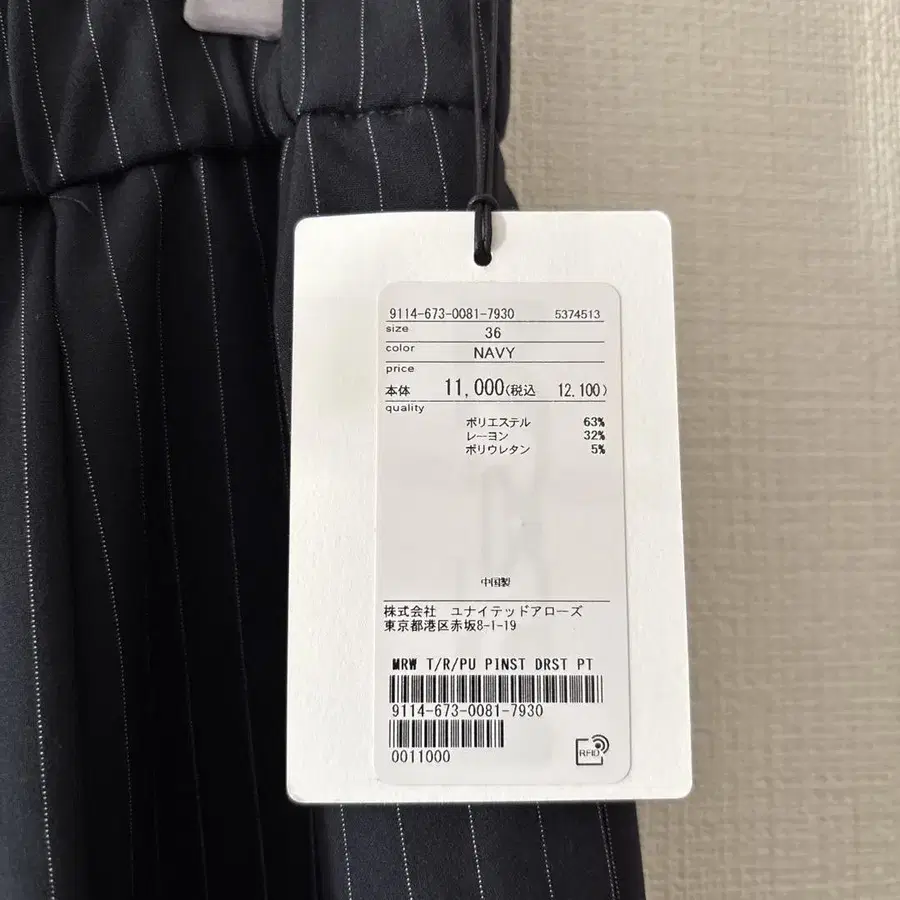 9114-673-0081-7930 5374513
size 36
color NAVY
price
本体 11,000(税込 12,100)
quality
ポリエステル 63%
レーヨン 32%
ポリウレタン 5%
中国製
株式会社 ユナイテッドアローズ
東京都港区赤坂8-1-19
MRW T/R/PU PINST DRST PT
9114-673-0081-7930
0011000
RFID